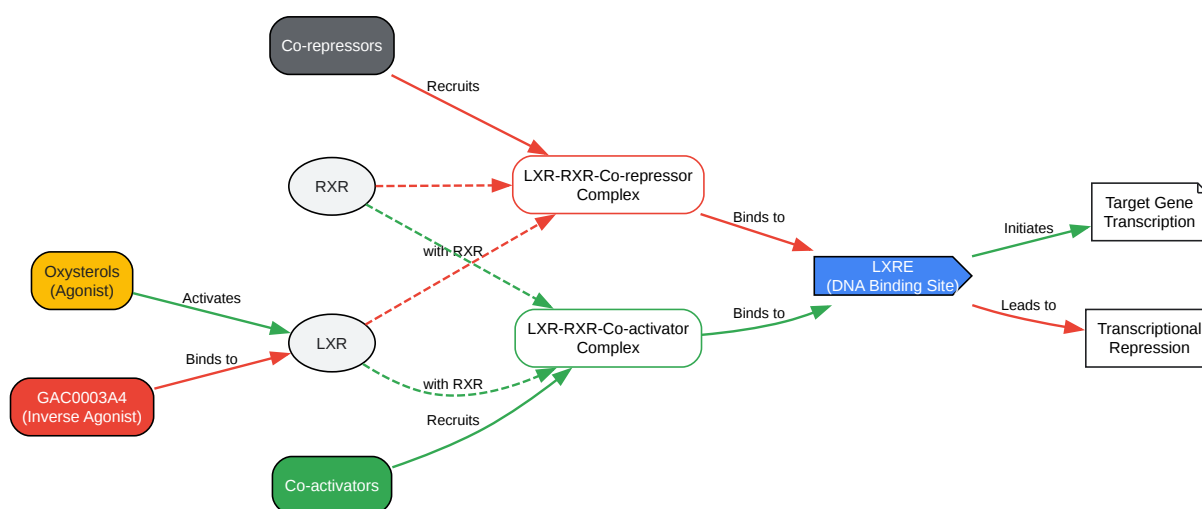 Co-repressors
Recruits
RXR
LXR-RXR-Co-repressor
Complex
with RXR
Binds to
Target Gene
Transcription
Initiates
LXRE
(DNA Binding Site)
Oxysterols
(Agonist)
Activates
LXR
LXR-RXR-Co-activator
Complex
Binds to
Leads to
Transcriptional
Repression
Binds to
GAC0003A4
(Inverse Agonist)
with RXR
Recruits
Co-activators